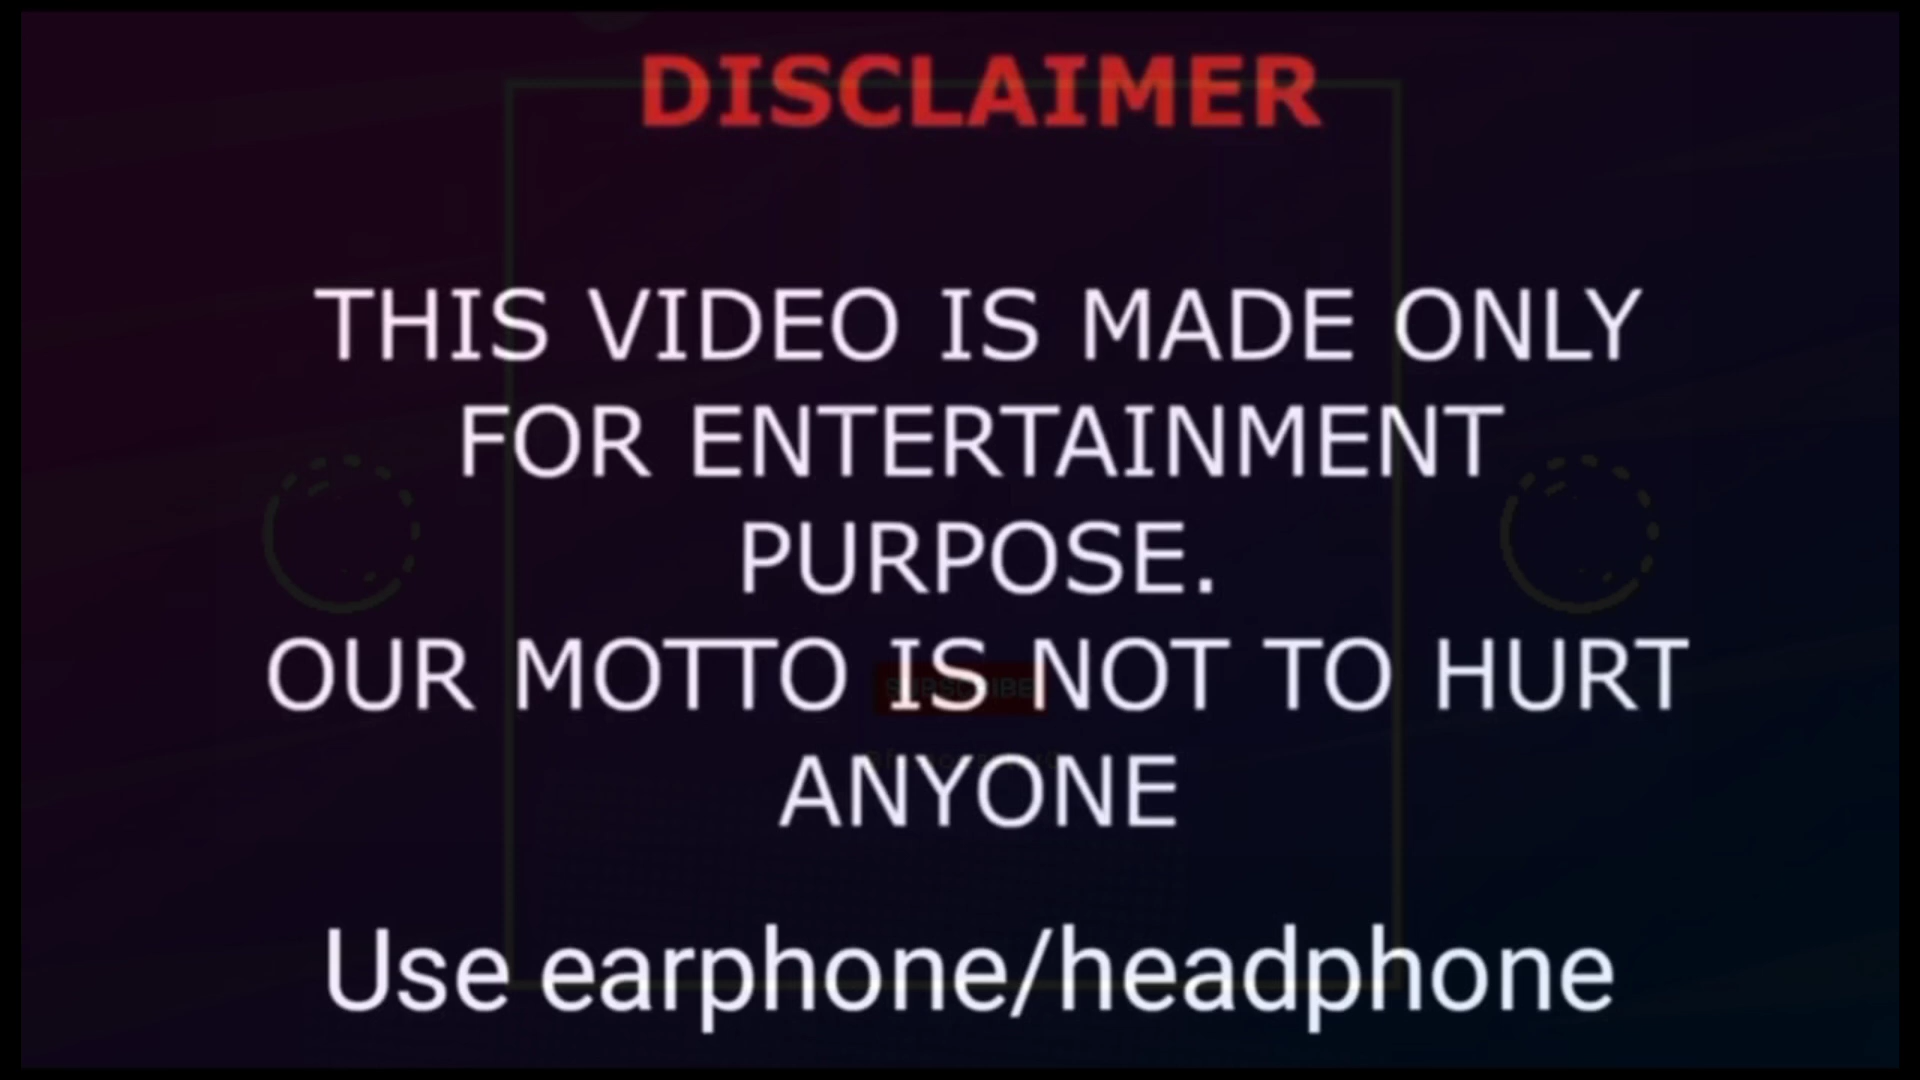 DISCLAIMER
THIS VIDEO IS MADE ONLY
FOR ENTERTAINMENT
PURPOSE.
OUR MOTTO IS NOT TO HURT
SUBSCRIBE
ANYONE
Use earphone/headphone